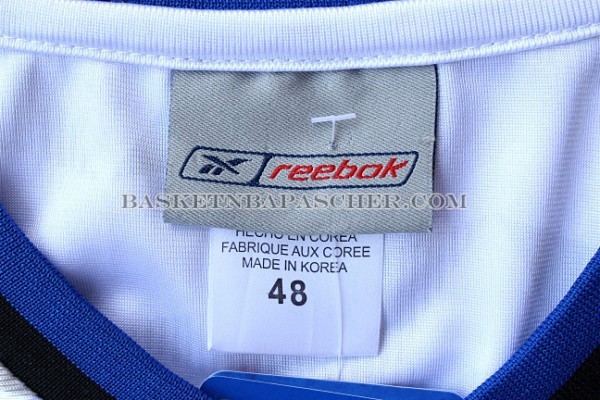 Reebok
BASKETNBAPASCHER.COM
HECHO EN COREA
FABRIQUE AUX COREE
MADE IN KOREA
48